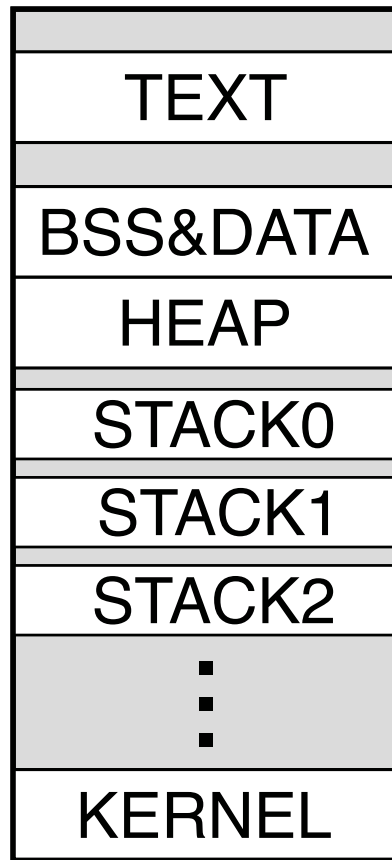 TEXT
BSS&DATA
HEAP
STACK0
STACK1
STACK2
KERNEL